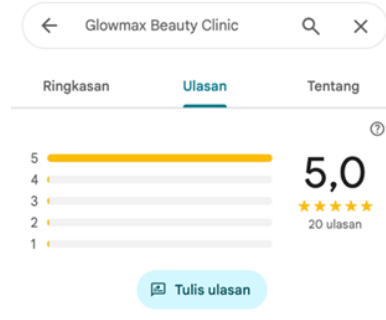 Glowmax Beauty Clinic
Ringkasan Ulasan Tentang
5
4
3
2
1
5,0
20 ulasan
Tulis ulasan